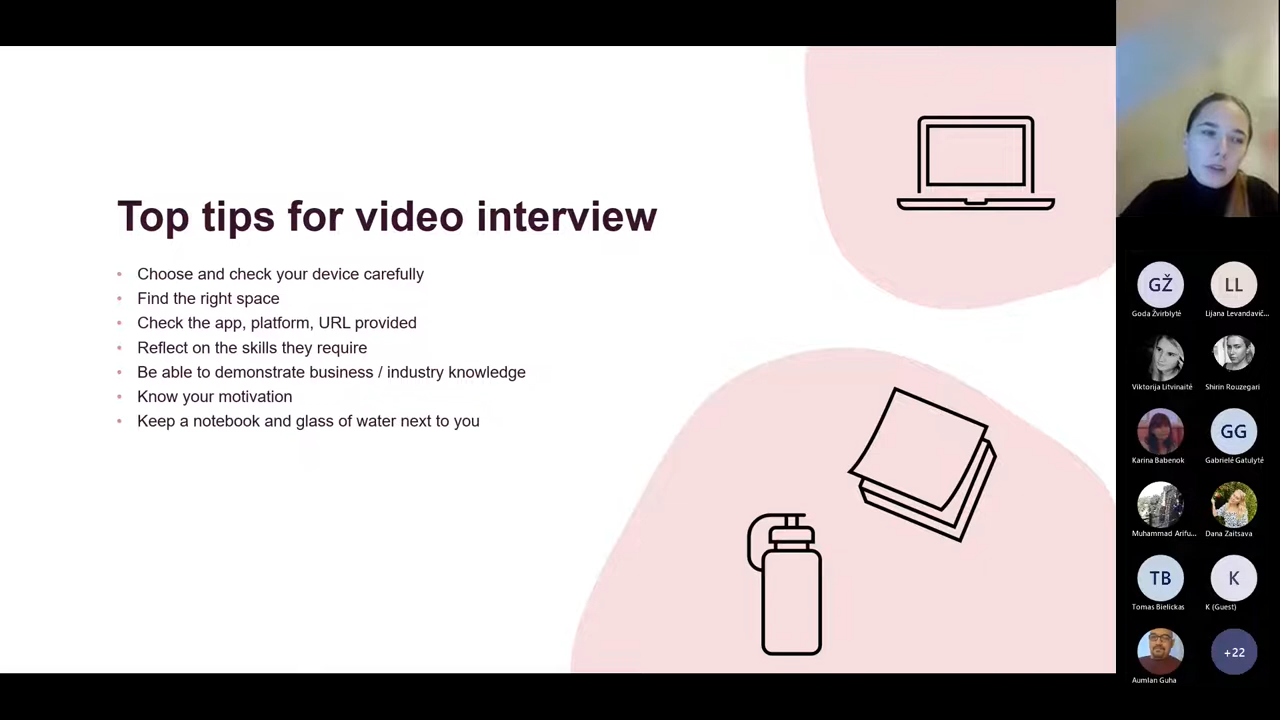 Top tips for video interview
• Choose and check your device carefully
• Find the right space
• Check the app, platform, URL provided
• Reflect on the skills they require
• Be able to demonstrate business / industry knowledge
• Know your motivation
• Keep a notebook and glass of water next to you
GŽ
LL
Goda Žvirblytė
Lijana Levandavič...
Viktorija Litvinaitė
Shirin Rouzegari
GG
Karina Babenok
Gabrielė Gatulytė
Muhammad Arifu...
Dana Zaitsava
TB
K
Tomas Bielickas
K (Guest)
+22
Aumlan Guha